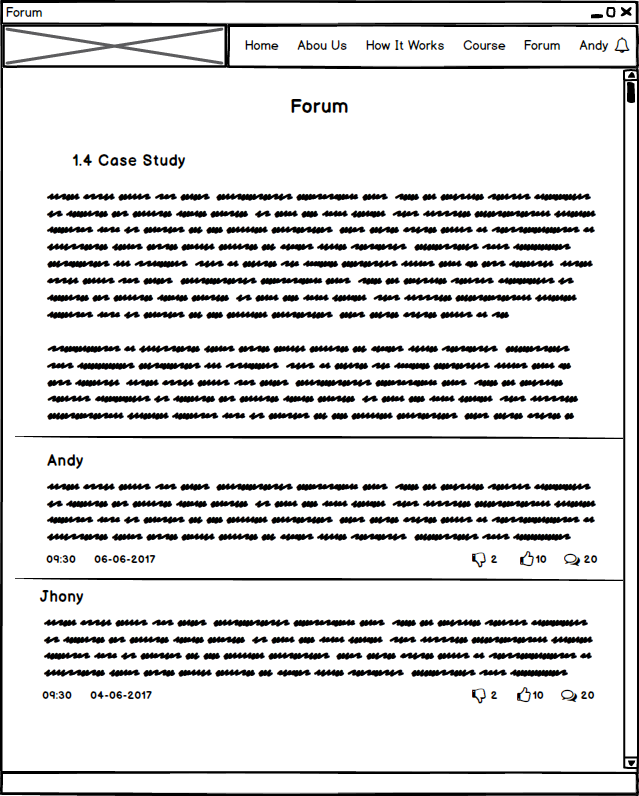 Forum
Home Abou Us How It Works Course Forum Andy
Forum
1.4 Case Study
Andy
09:30 06-06-2017 2 10 20
Jhony
09:30 04-06-2017 2 10 20